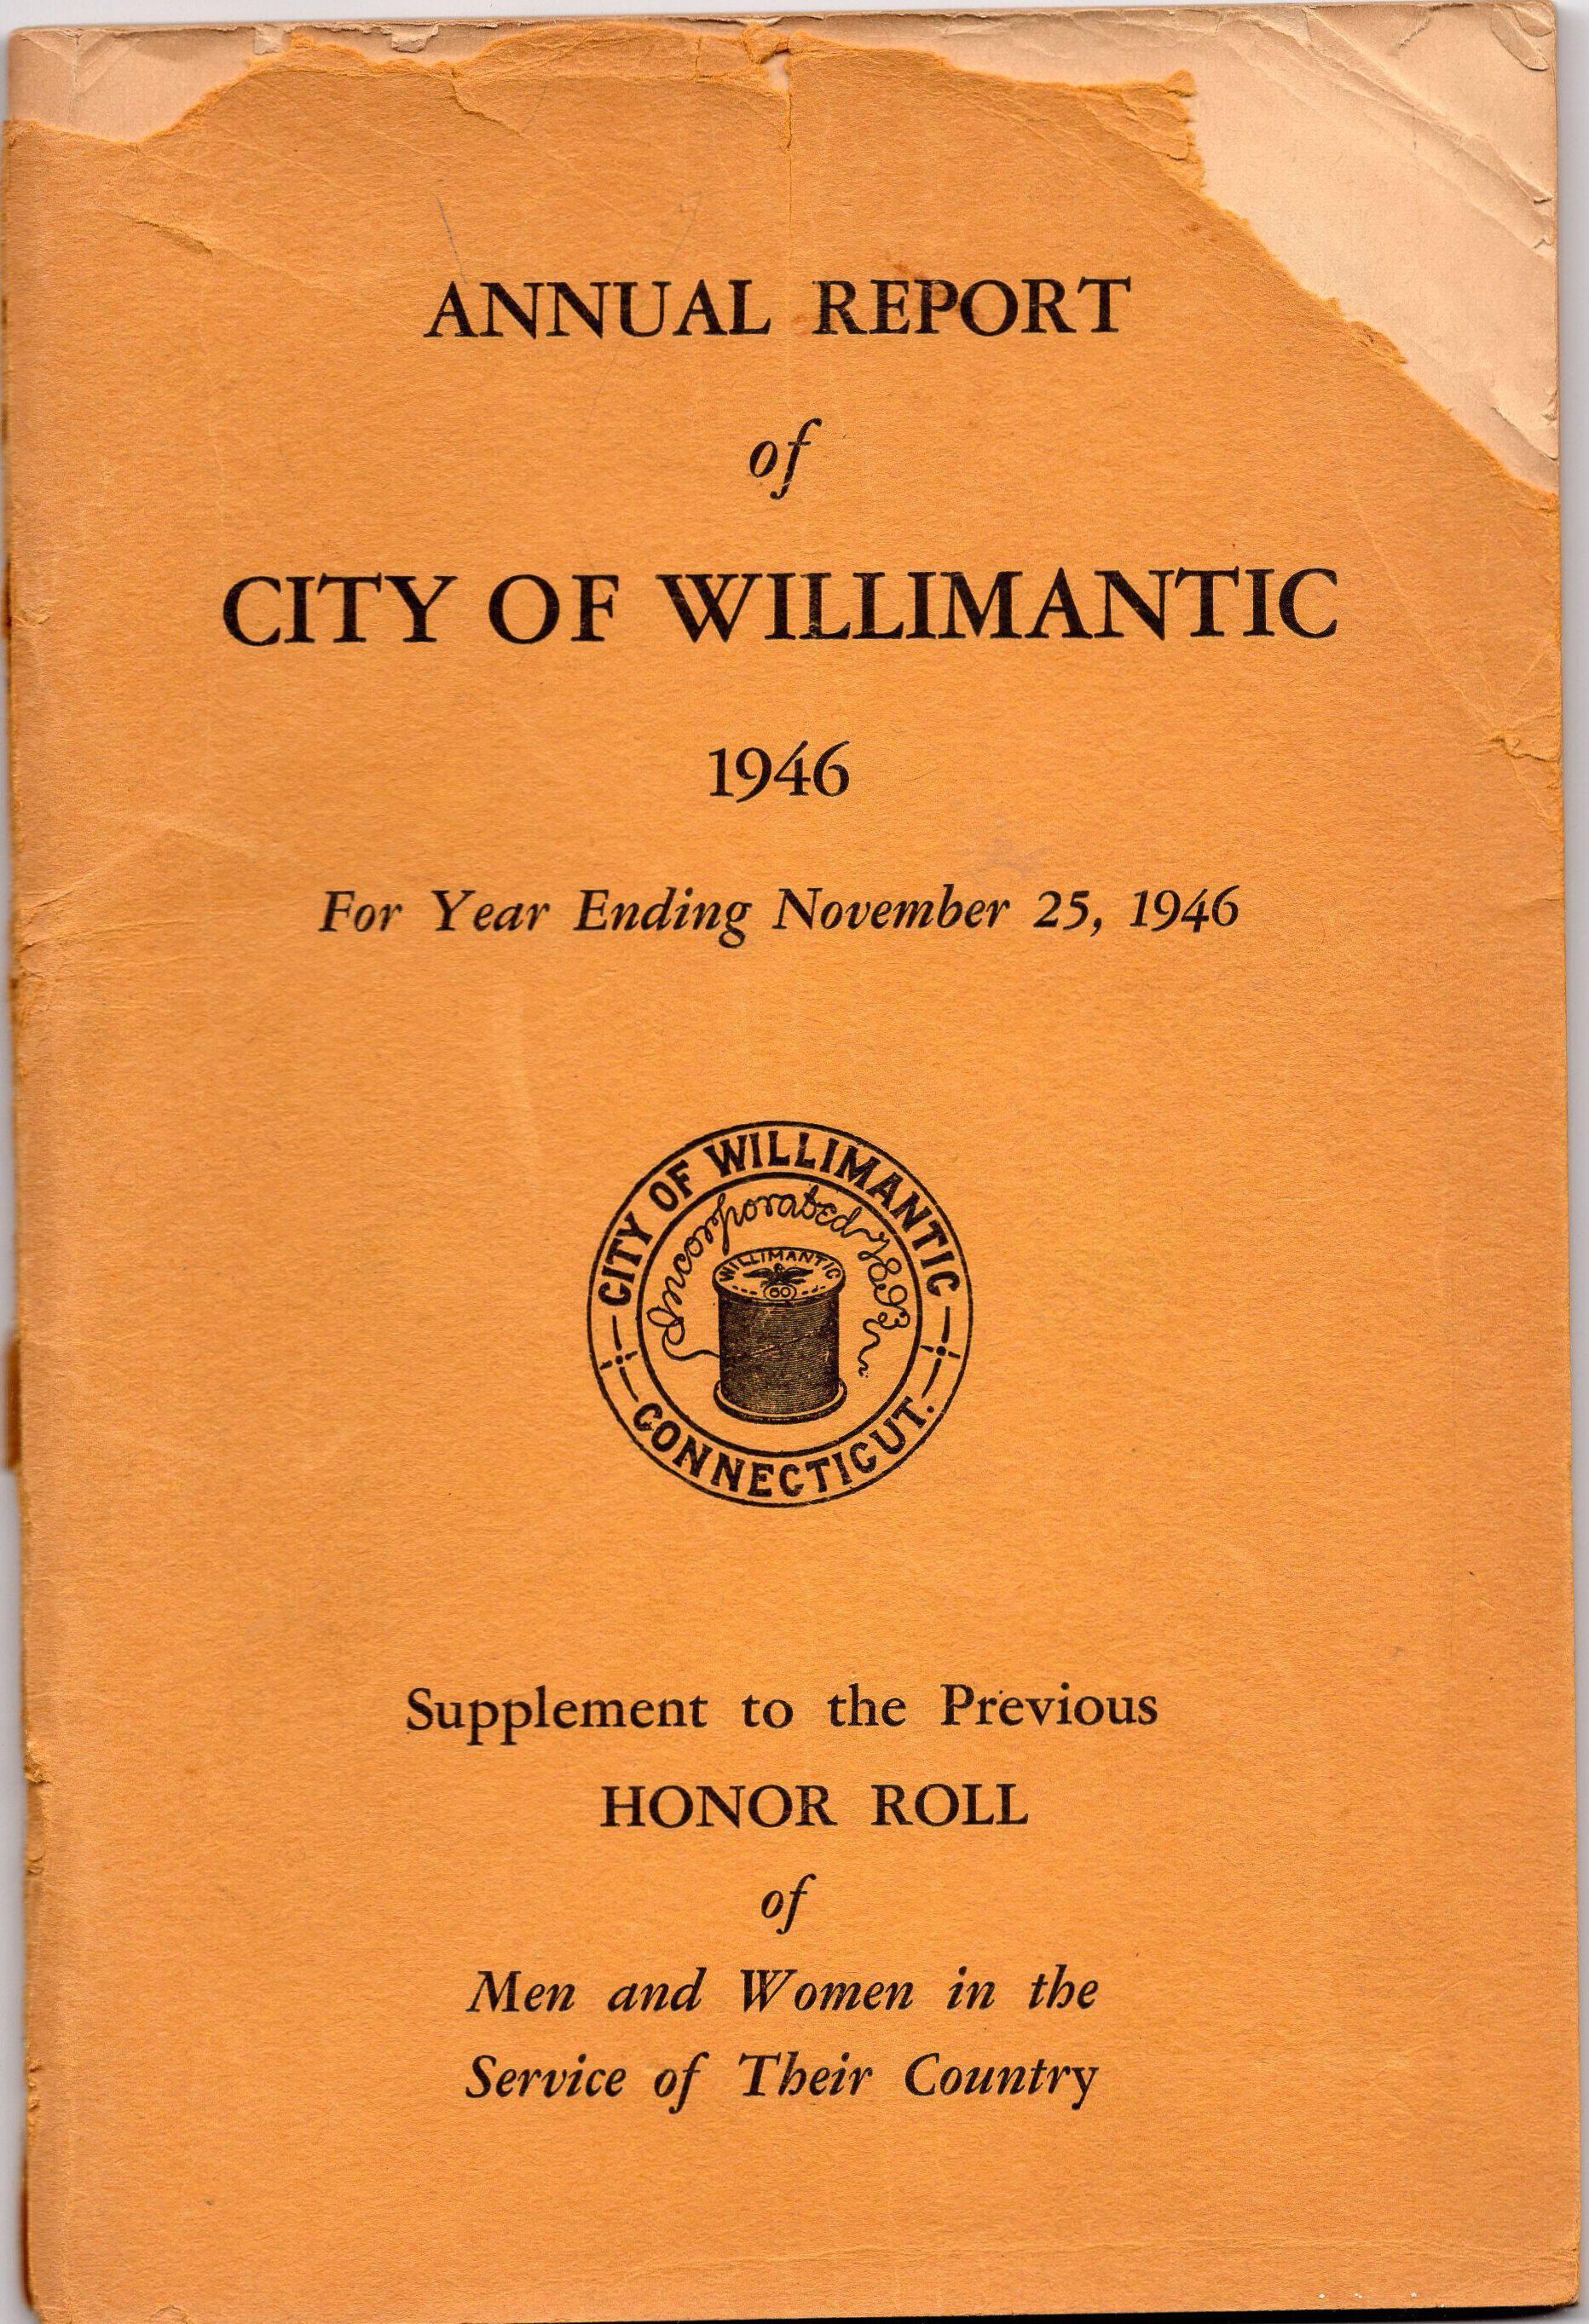 ANNUAL REPORT
of
CITY OF WILLIMANTIC
1946
For Year Ending November 25, 1946
CITY OF WILLIMANTIC
Incorporated 1893
WILLIMANTIC
60
CONNECTICUT.
Supplement to the Previous
HONOR ROLL
of
Men and Women in the
Service of Their Country